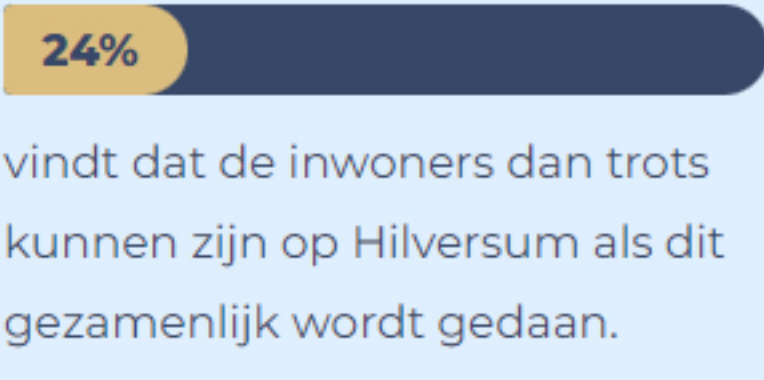 24%
vindt dat de inwoners dan trots
kunnen zijn op Hilversum als dit
gezamenlijk wordt gedaan.